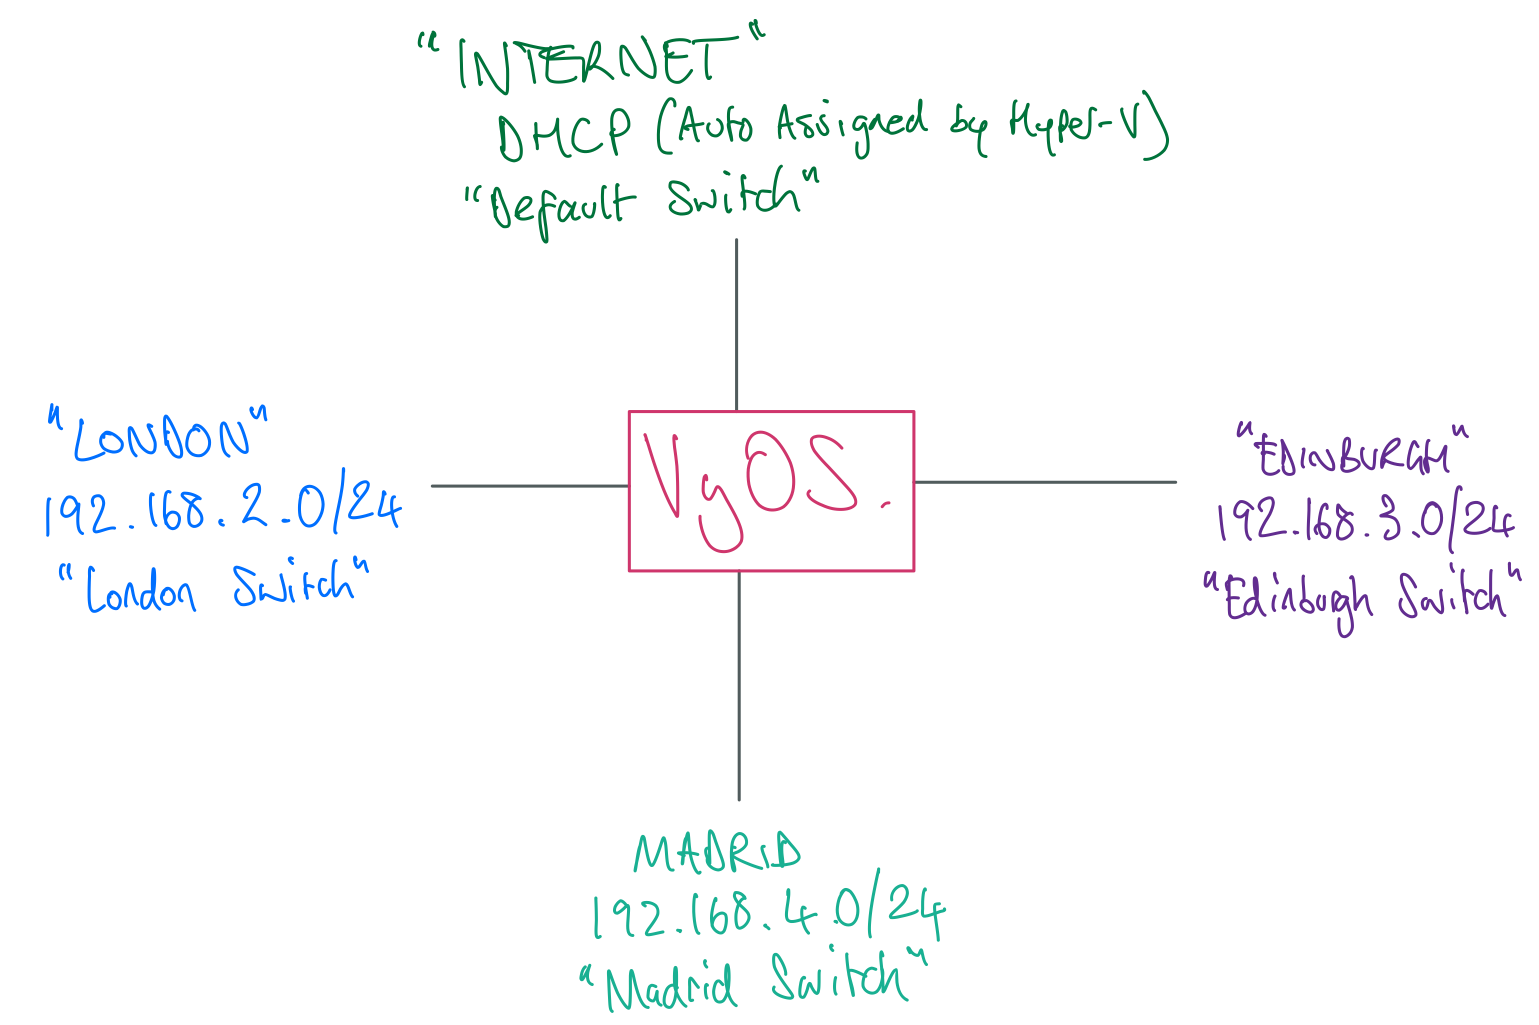 "INTERNET"
DHCP (Auto Assigned by Hyper-V)
"Default Switch"
"LONDON"
192.168.2.0/24
"London Switch"
VyOS.
"EDINBURGH"
192.168.3.0/24
"Edinburgh Switch"
MADRID
192.168.4.0/24
"Madrid Switch"